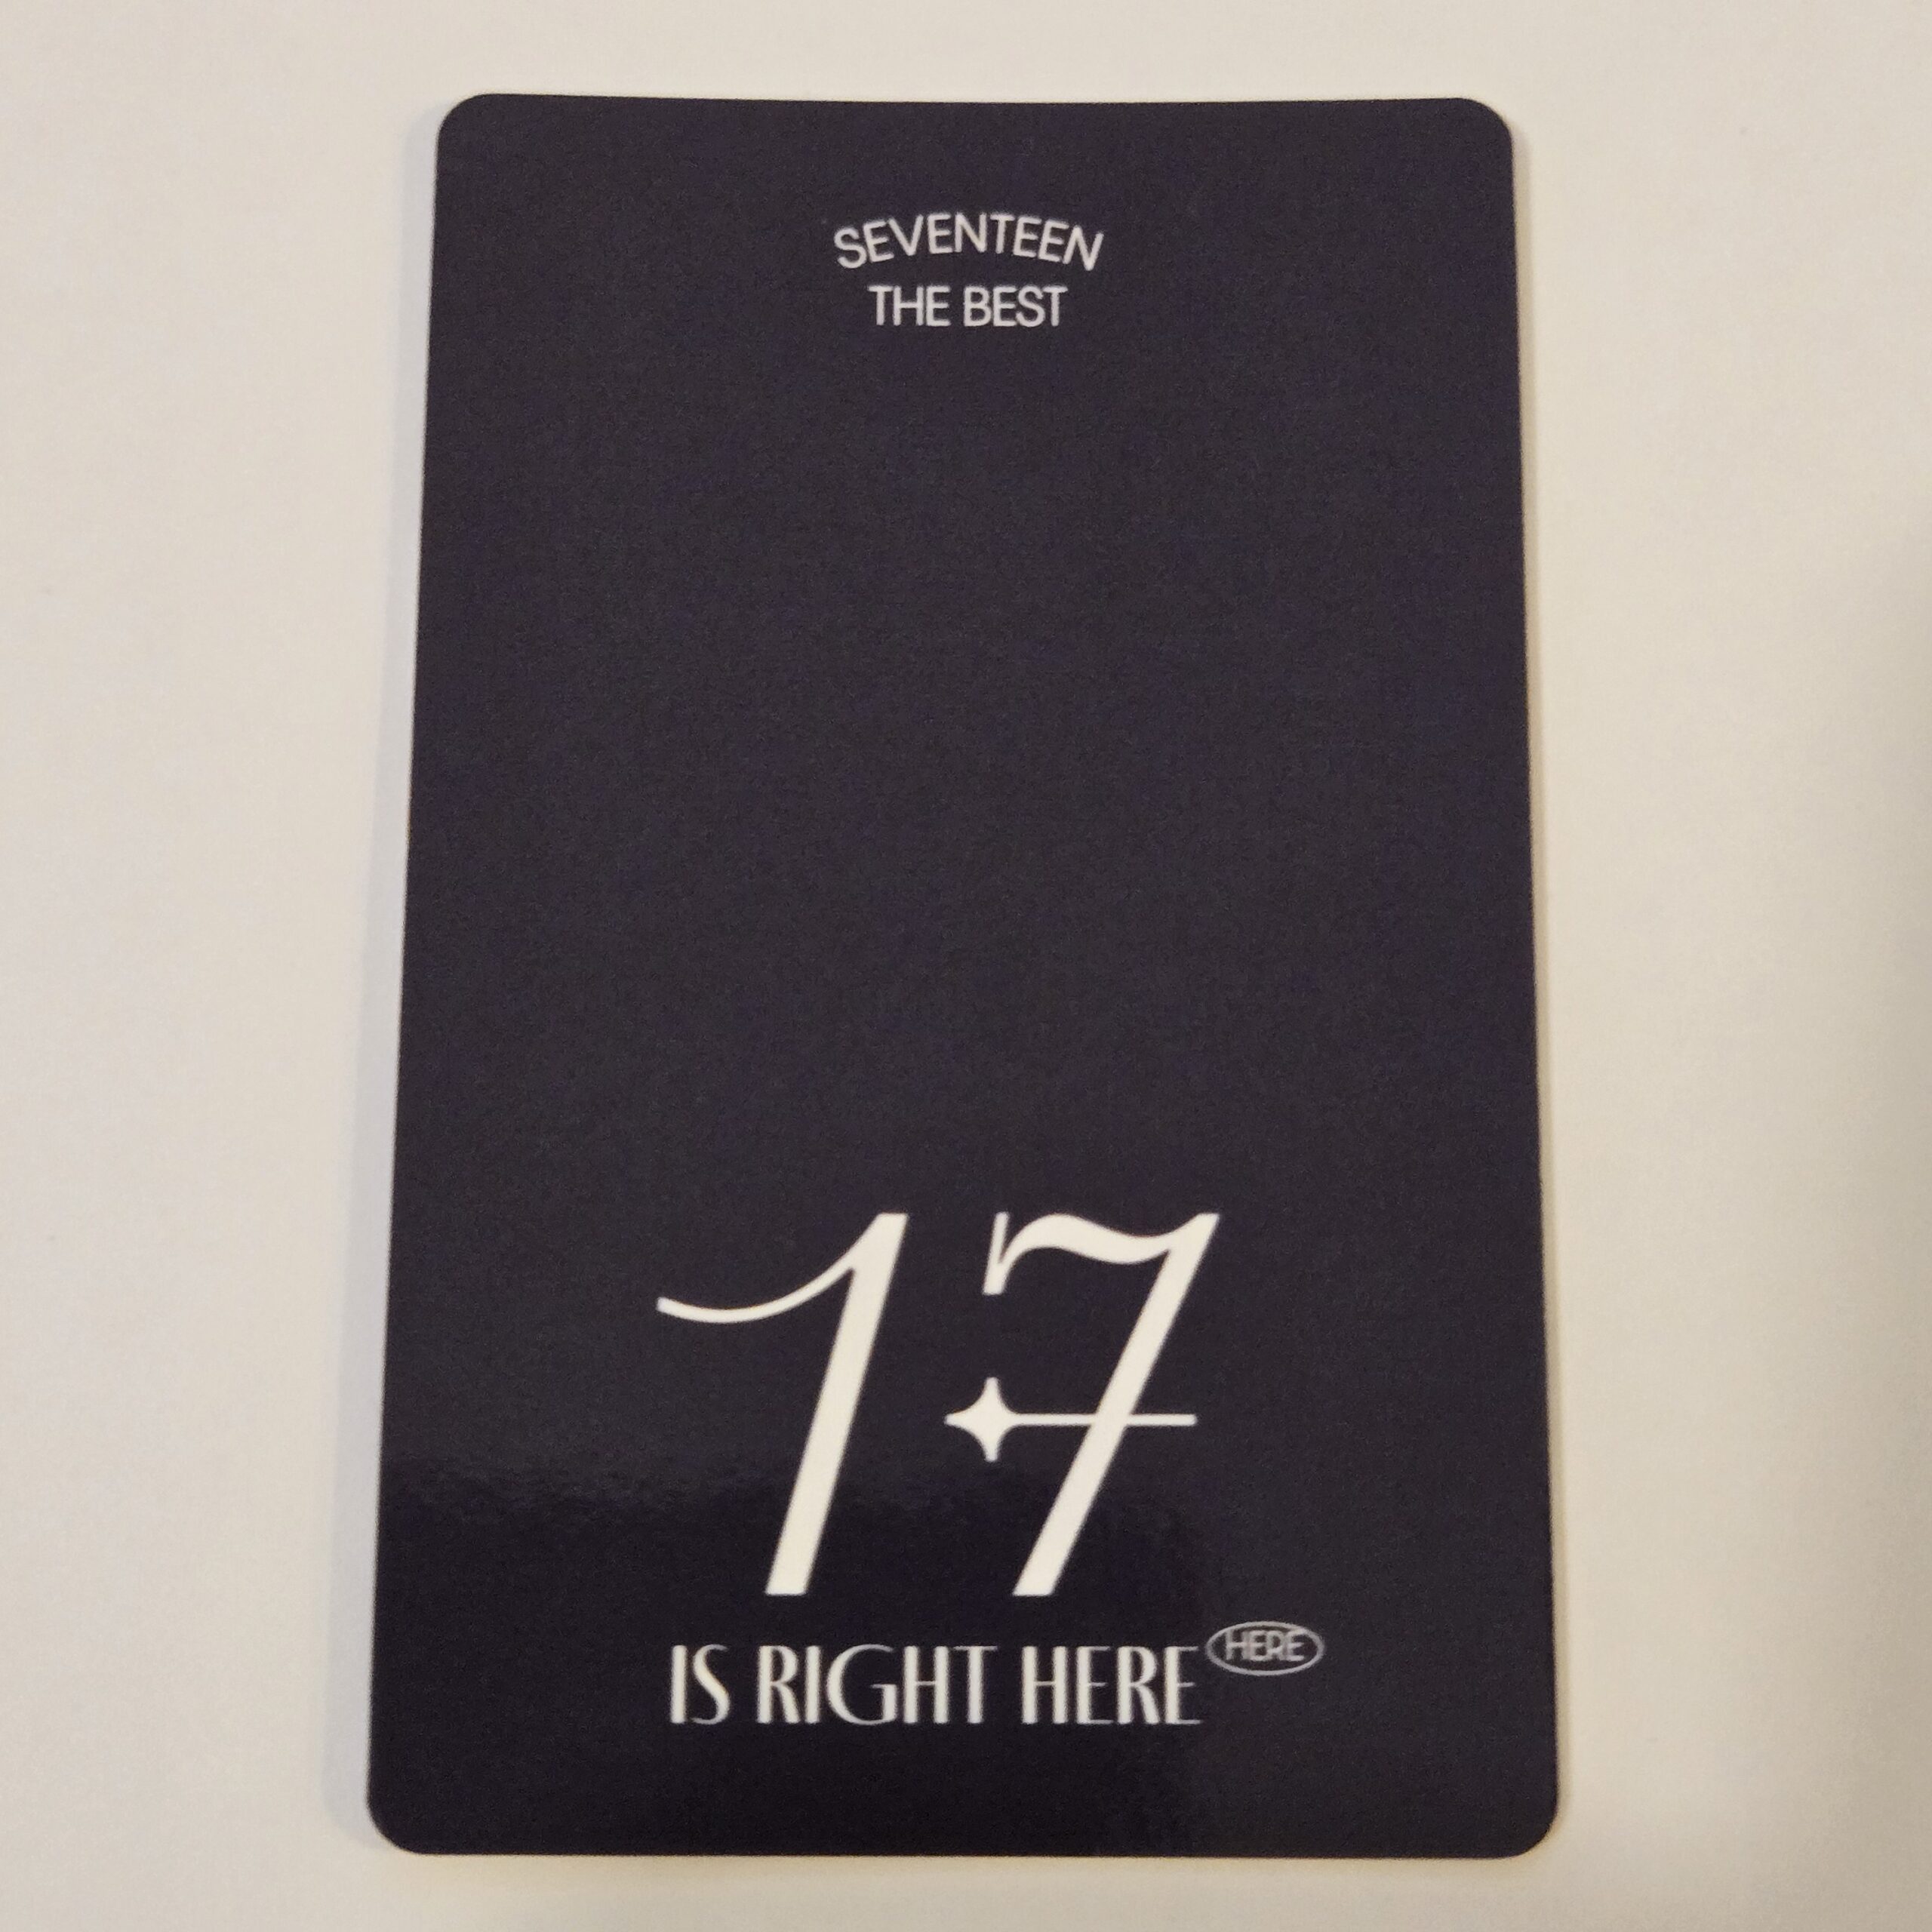 SEVENTEEN
THE BEST
17
IS RIGHT HERE HERE